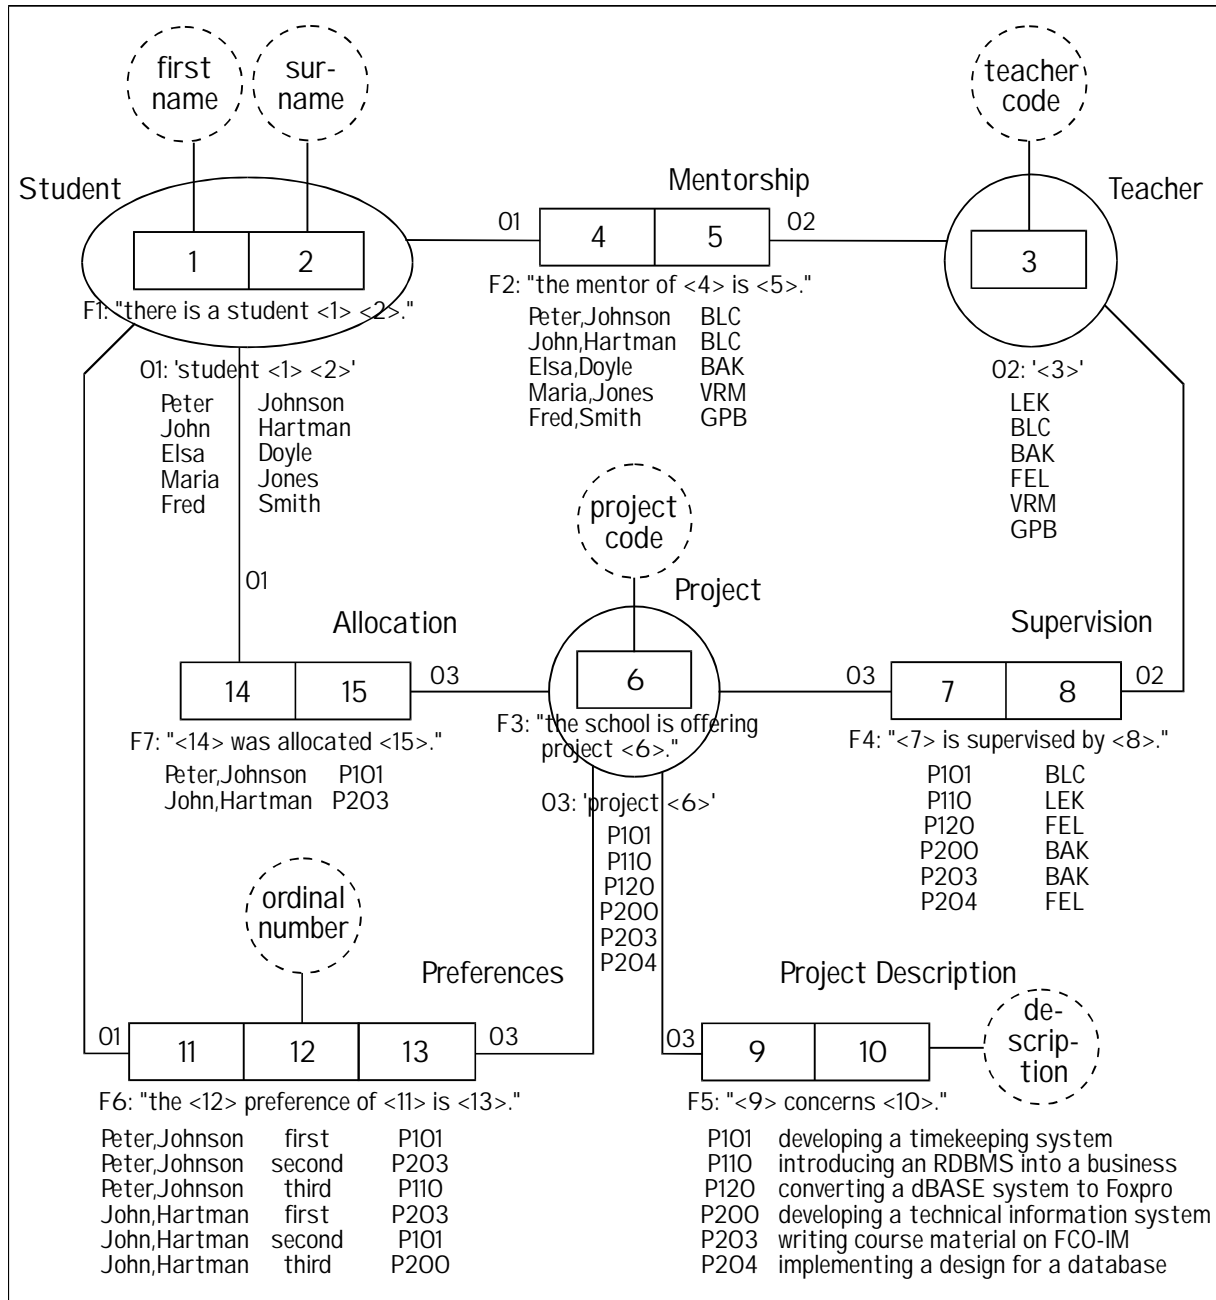 first
name
sur-
name
teacher
code
Student
Mentorship
Teacher
O1
O2
1 2
4 5
3
F1: "there is a student <1> <2>."
F2: "the mentor of <4> is <5>."
Peter,Johnson BLC
John,Hartman BLC
Elsa,Doyle BAK
Maria,Jones VRM
Fred,Smith GPB
O1: 'student <1> <2>'
Peter Johnson
John Hartman
Elsa Doyle
Maria Jones
Fred Smith
O2: '<3>'
LEK
BLC
BAK
FEL
VRM
GPB
project
code
O1
Project
Allocation
Supervision
14 15
O3
6
O3
7 8
O2
F7: "<14> was allocated <15>."
Peter,Johnson P101
John,Hartman P203
F3: "the school is offering
project <6>."
F4: "<7> is supervised by <8>."
P101 BLC
P110 LEK
P120 FEL
P200 BAK
P203 BAK
P204 FEL
O3: 'project <6>'
P101
P110
P120
P200
P203
P204
ordinal
number
Preferences
Project Description
de-
scrip-
tion
O1
11 12 13
O3
O3
9 10
F6: "the <12> preference of <11> is <13>."
Peter,Johnson first P101
Peter,Johnson second P203
Peter,Johnson third P110
John,Hartman first P203
John,Hartman second P101
John,Hartman third P200
F5: "<9> concerns <10>."
P101 developing a timekeeping system
P110 introducing an RDBMS into a business
P120 converting a dBASE system to Foxpro
P200 developing a technical information system
P203 writing course material on FCO-IM
P204 implementing a design for a database